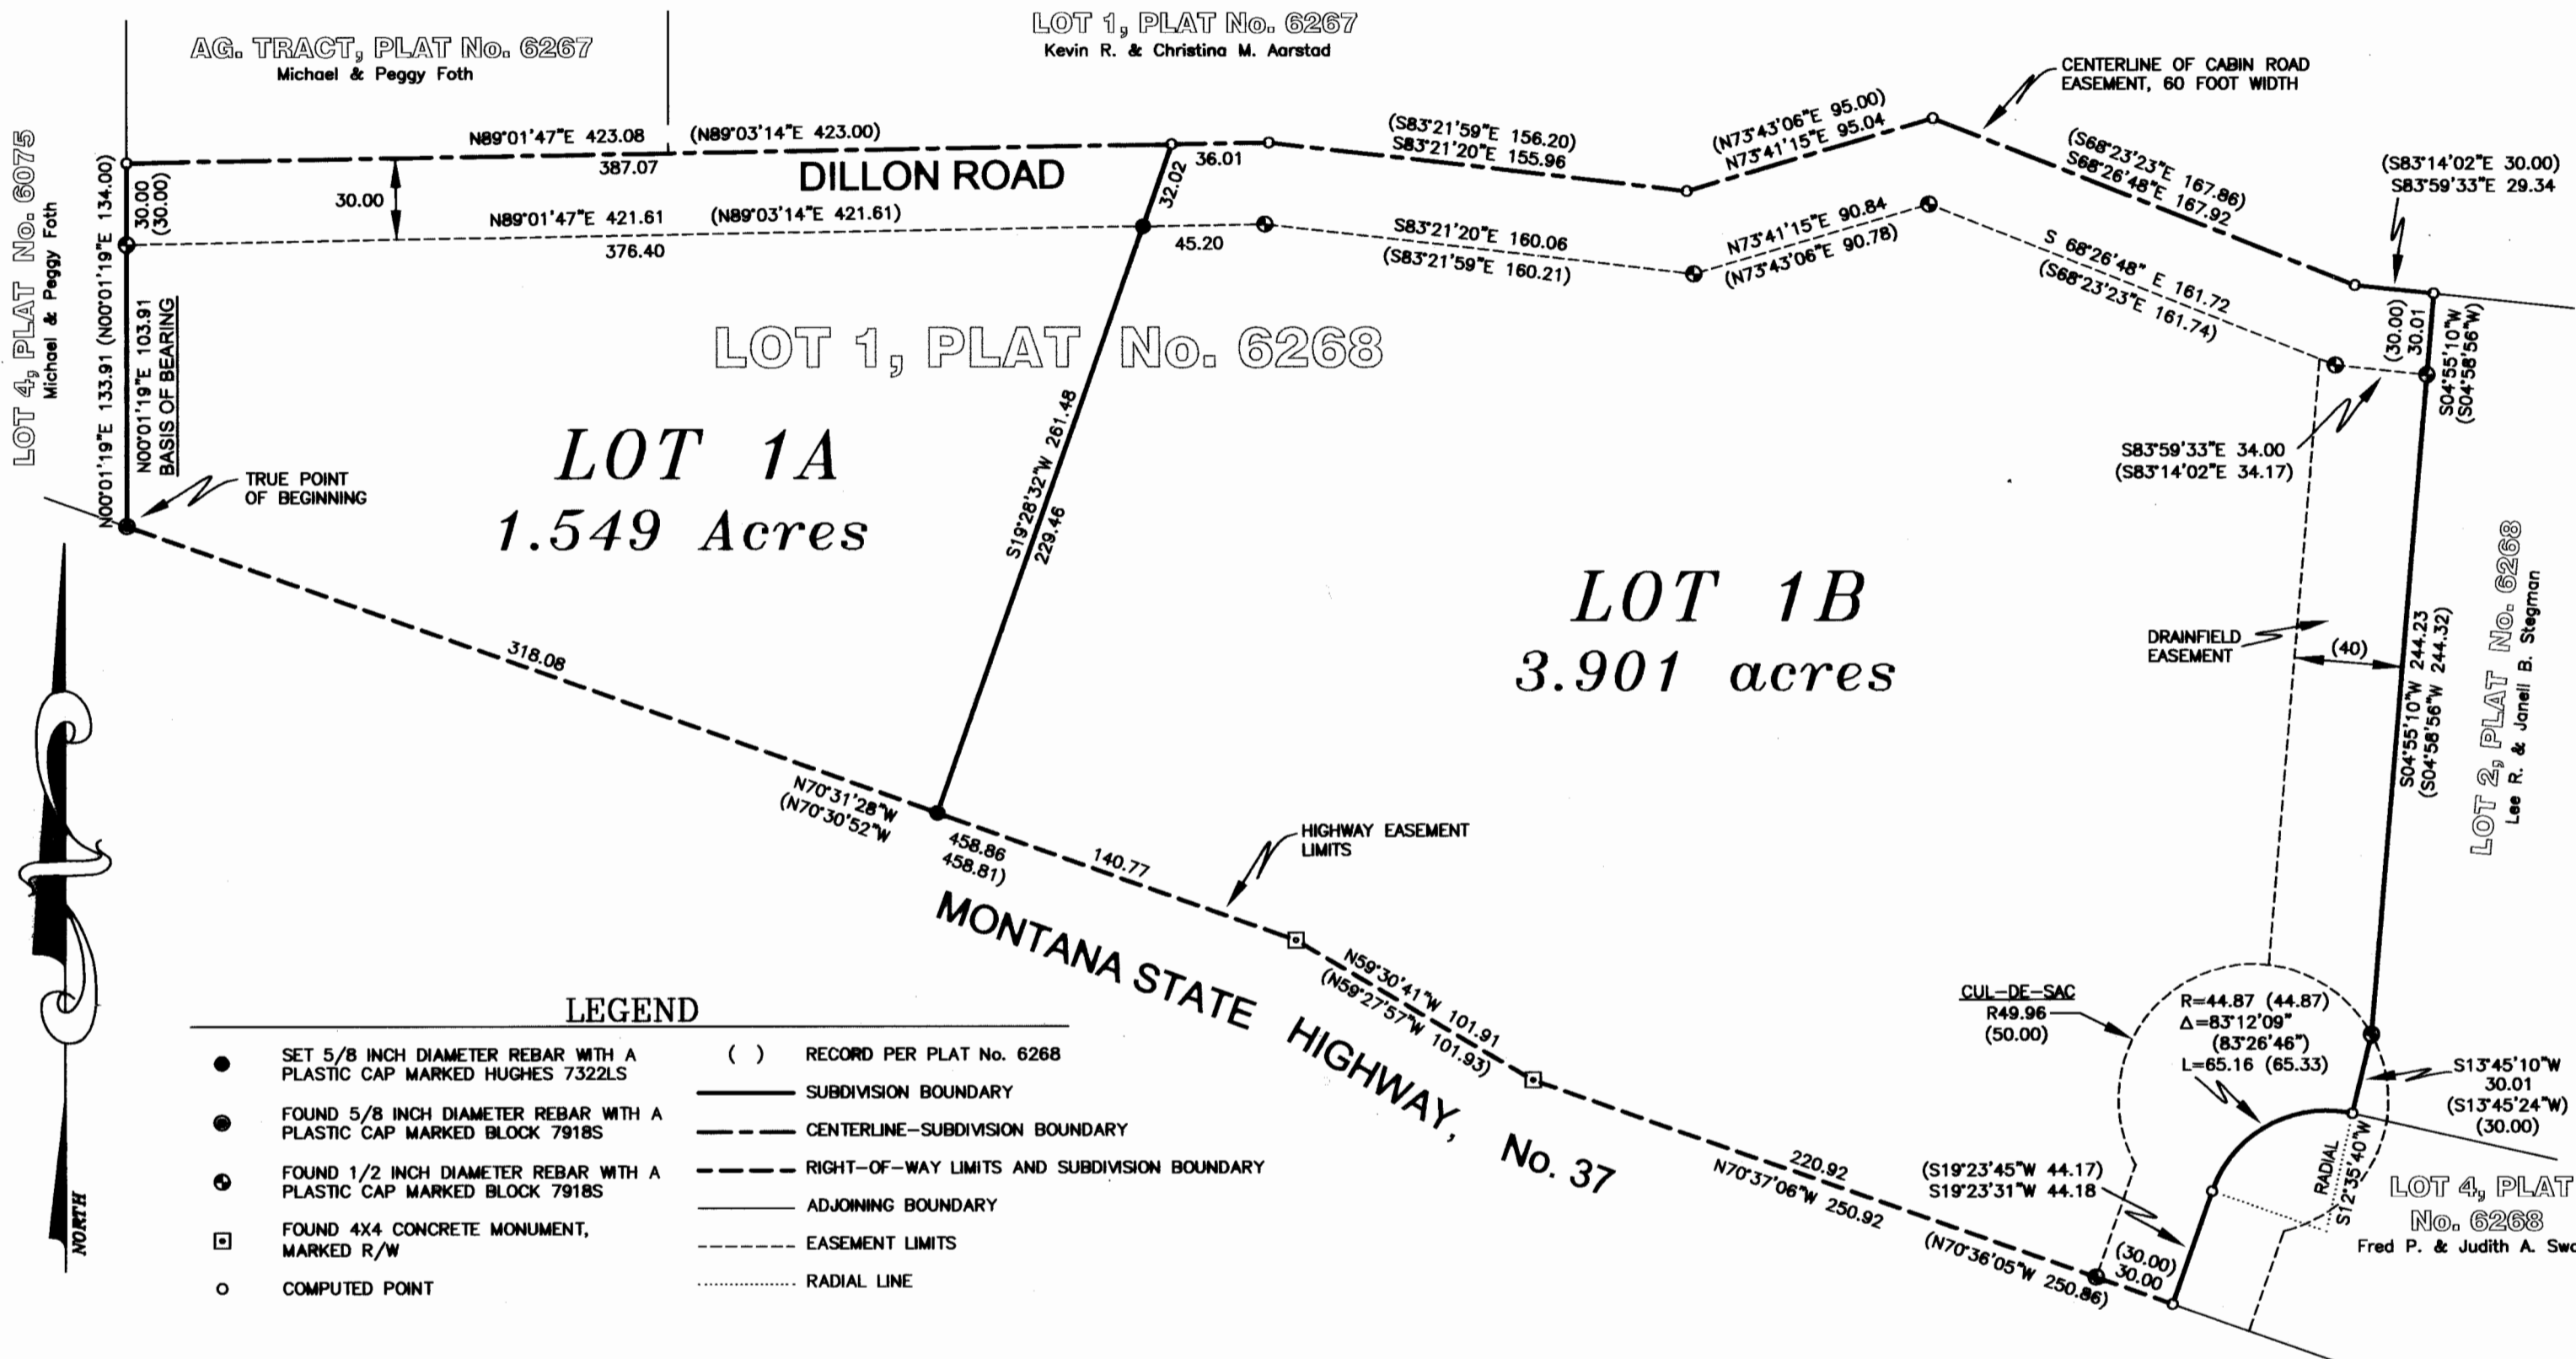 AG. TRACT, PLAT No. 6267
Michael & Peggy Foth
LOT 1, PLAT No. 6267
Kevin R. & Christina M. Aarstad
CENTERLINE OF CABIN ROAD
EASEMENT, 60 FOOT WIDTH
LOT 4, PLAT No. 6075
Michael & Peggy Foth
N89°01'47"E 423.08 (N89°03'14"E 423.00)
387.07
DILLON ROAD
36.01
32.02
30.00
(30.00)
30.00
N89°01'47"E 421.61 (N89°03'14"E 421.61)
376.40
45.20
(S83°21'59"E 156.20)
S83°21'20"E 155.96
S83°21'20"E 160.06
(S83°21'59"E 160.21)
(N73°43'06"E 95.00)
N73°41'15"E 95.04
N73°41'15"E 90.84
(N73°43'06"E 90.78)
(S68°23'23"E 167.86)
S68°26'48"E 167.92
S 68°26'48" E 161.72
(S68°23'23"E 161.74)
(S83°14'02"E 30.00)
S83°59'33"E 29.34
(30.00)
30.01
S04°55'10"W
(S04°58'56"W)
S83°59'33"E 34.00
(S83°14'02"E 34.17)
N00°01'19"E 133.91 (N00°01'19"E 134.00)
N00°01'19"E 103.91
BASIS OF BEARING
TRUE POINT
OF BEGINNING
LOT 1, PLAT No. 6268
LOT 1A
1.549 Acres
S19°28'32"W 261.48
229.46
LOT 1B
3.901 acres
DRAINFIELD
EASEMENT
(40)
S04°55'10"W 244.23
(S04°58'56"W 244.32)
LOT 2, PLAT No. 6268
Lee R. & Janell B. Stegman
318.08
N70°31'28"W
(N70°30'52"W
458.86
458.81)
140.77
HIGHWAY EASEMENT
LIMITS
MONTANA STATE HIGHWAY, No. 37
N59°30'41"W 101.91
(N59°27'57"W 101.93)
220.92
N70°37'06"W 250.92
(N70°36'05"W 250.86)
(30.00)
30.00
CUL-DE-SAC
R49.96
(50.00)
R=44.87 (44.87)
Δ=83°12'09"
(83°26'46")
L=65.16 (65.33)
S13°45'10"W
30.01
(S13°45'24"W)
(30.00)
RADIAL
S12°35'40"W
(S19°23'45"W 44.17)
S19°23'31"W 44.18
LOT 4, PLAT
No. 6268
Fred P. & Judith A. Swa
NORTH
LEGEND
SET 5/8 INCH DIAMETER REBAR WITH A
PLASTIC CAP MARKED HUGHES 7322LS
FOUND 5/8 INCH DIAMETER REBAR WITH A
PLASTIC CAP MARKED BLOCK 7918S
FOUND 1/2 INCH DIAMETER REBAR WITH A
PLASTIC CAP MARKED BLOCK 7918S
FOUND 4X4 CONCRETE MONUMENT,
MARKED R/W
COMPUTED POINT
( ) RECORD PER PLAT No. 6268
SUBDIVISION BOUNDARY
CENTERLINE-SUBDIVISION BOUNDARY
RIGHT-OF-WAY LIMITS AND SUBDIVISION BOUNDARY
ADJOINING BOUNDARY
EASEMENT LIMITS
RADIAL LINE